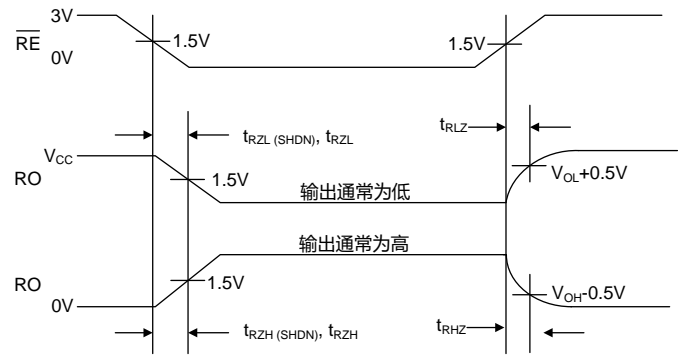 3V
RE
0V
1.5V
1.5V
tRZL (SHDN), tRZL
tRLZ
VCC
RO
1.5V
输出通常为低
VOL+0.5V
输出通常为高
RO
1.5V
0V
VOH-0.5V
tRZH (SHDN), tRZH
tRHZ